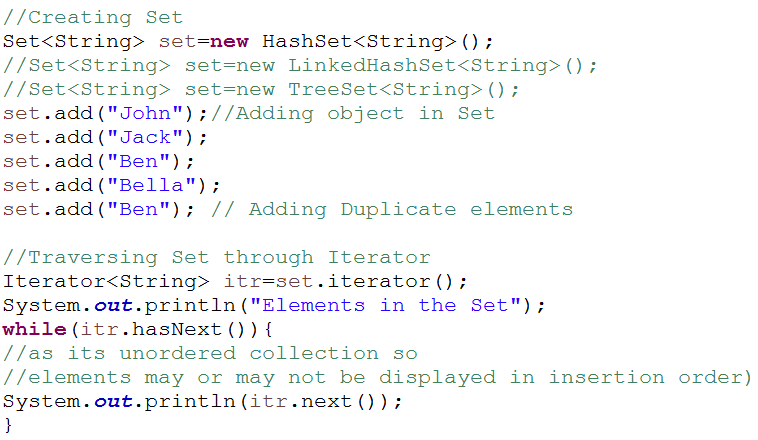 //Creating Set
Set<String> set=new HashSet<String>();
//Set<String> set=new LinkedHashSet<String>();
//Set<String> set=new TreeSet<String>();
set.add("John");//Adding object in Set
set.add("Jack");
set.add("Ben");
set.add("Bella");
set.add("Ben"); // Adding Duplicate elements
//Traversing Set through Iterator
Iterator<String> itr=set.iterator();
System.out.println("Elements in the Set");
while(itr.hasNext()){
//as its unordered collection so
//elements may or may not be displayed in insertion order)
System.out.println(itr.next());
}